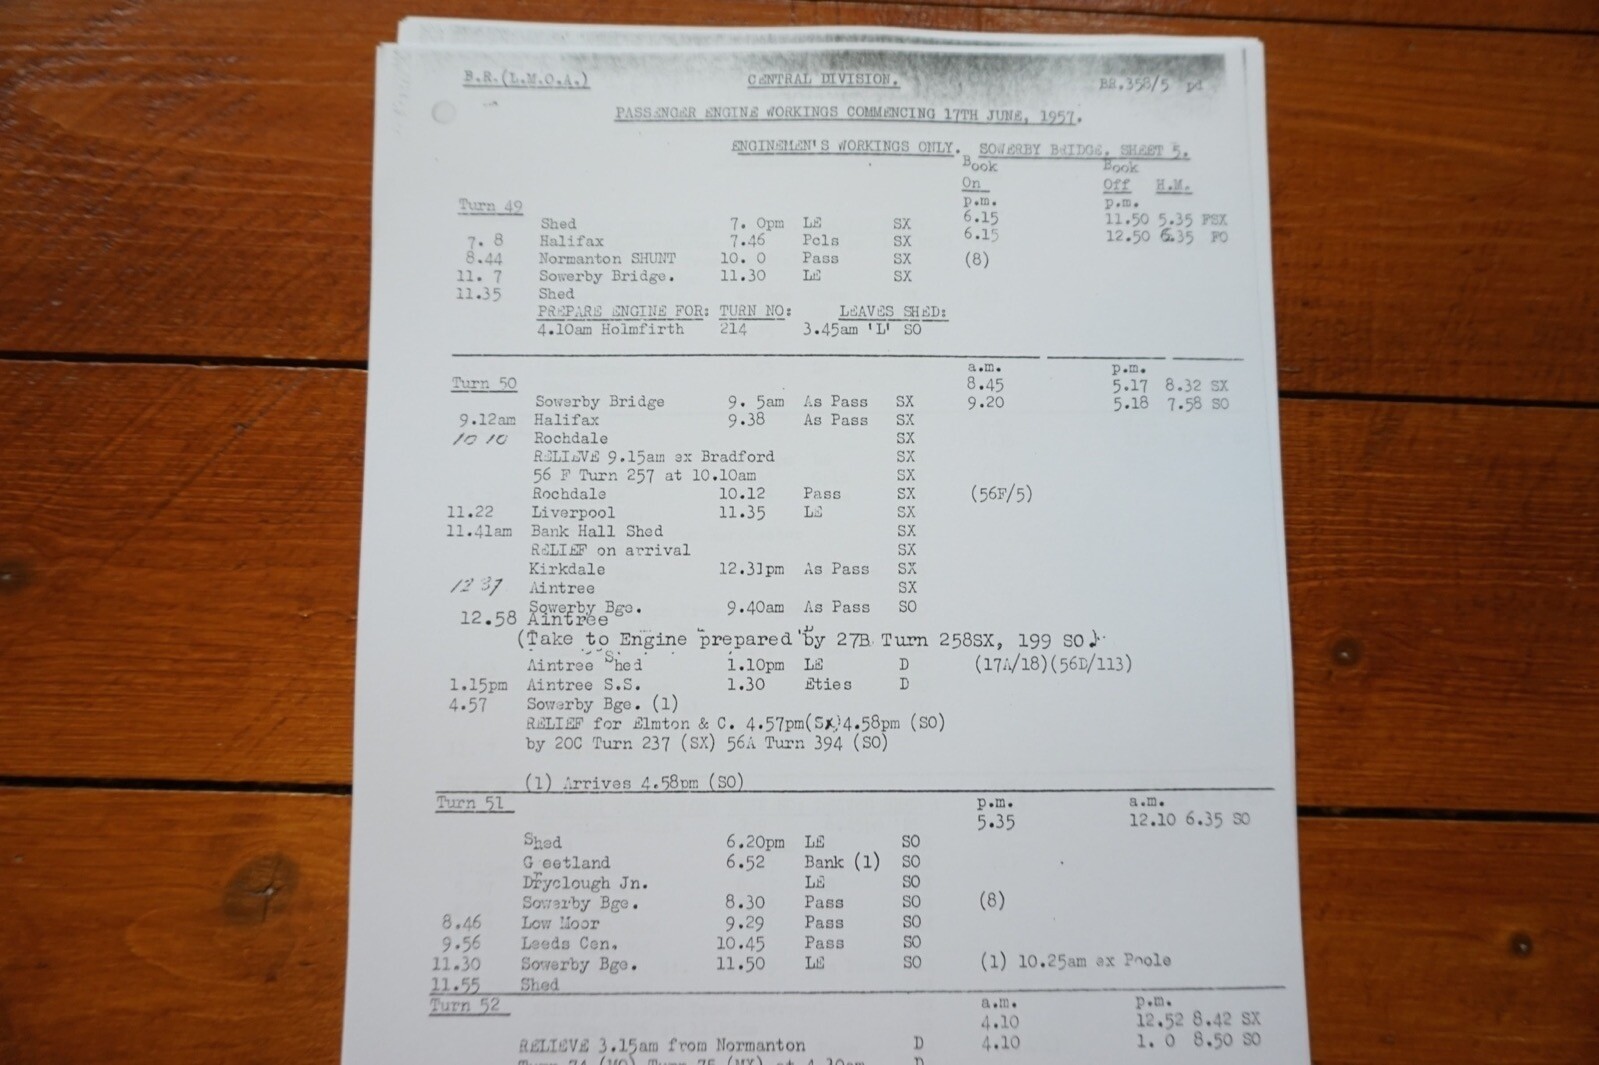 B.R.(L.M.O.A.) CENTRAL DIVISION. BR.358/5 pd
PASSENGER ENGINE WORKINGS COMMENCING 17TH JUNE, 1957.
ENGINEMEN'S WORKINGS ONLY. SOWERBY BRIDGE. SHEET 5.
Book Book
On Off H.M.
Turn 49 p.m. p.m.
Shed 7. 0pm LE SX 6.15 11.50 5.35 FSX
7. 8 Halifax 7.46 Pcls SX 6.15 12.50 6.35 FO
8.44 Normanton SHUNT 10. 0 Pass SX (8)
11. 7 Sowerby Bridge. 11.30 LE SX
11.35 Shed
PREPARE ENGINE FOR: TURN NO: LEAVES SHED:
4.10am Holmfirth 214 3.45am 'L' SO
a.m. p.m.
Turn 50 8.45 5.17 8.32 SX
Sowerby Bridge 9. 5am As Pass SX 9.20 5.18 7.58 SO
9.12am Halifax 9.38 As Pass SX
10 10 Rochdale SX
RELIEVE 9.15am ex Bradford SX
56 F Turn 257 at 10.10am SX
Rochdale 10.12 Pass SX (56F/5)
11.22 Liverpool 11.35 LE SX
11.41am Bank Hall Shed SX
RELIEF on arrival SX
Kirkdale 12.31pm As Pass SX
12 37 Aintree SX
Sowerby Bge. 9.40am As Pass SO
12.58 Aintree
(Take to Engine prepared by 27B Turn 258SX, 199 SO)
Aintree Shed 1.10pm LE D (17A/18)(56D/113)
1.15pm Aintree S.S. 1.30 Eties D
4.57 Sowerby Bge. (1)
RELIEF for Elmton & C. 4.57pm(SX)4.58pm (SO)
by 20C Turn 237 (SX) 56A Turn 394 (SO)
(1) Arrives 4.58pm (SO)
Turn 51 p.m. a.m.
5.35 12.10 6.35 SO
Shed 6.20pm LE SO
Greetland 6.52 Bank (1) SO
Dryclough Jn. LE SO
Sowerby Bge. 8.30 Pass SO (8)
8.46 Low Moor 9.29 Pass SO
9.56 Leeds Cen. 10.45 Pass SO
11.30 Sowerby Bge. 11.50 LE SO (1) 10.25am ex Poole
11.55 Shed
Turn 52 a.m. p.m.
4.10 12.52 8.42 SX
RELIEVE 3.15am from Normanton D 4.10 1. 0 8.50 SO